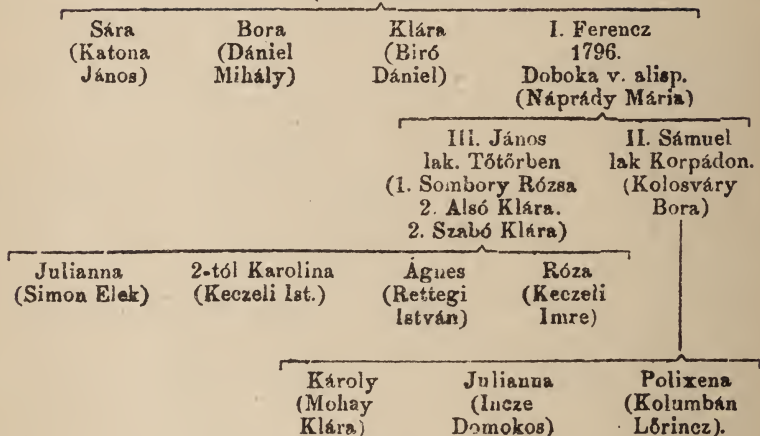 Sára Bora Klára I. Ferencz
(Katona (Dániel (Biró 1796.
János) Mihály) Dániel) Doboka v. alisp.
(Náprády Mária)
III. János II. Sámuel
lak. Tőtörben lak Korpádon.
(1. Sombory Rózsa (Kolosváry
2. Alsó Klára. Bora)
2. Szabó Klára)
Julianna 2-tól Karolina Ágnes Róza
(Simon Elek) (Keczeli Ist.) (Rettegi (Keczeli
István) Imre)
Károly Julianna Polixena
(Mohay (Incze (Kolumbán
Klára) Domokos) Lőrincz).